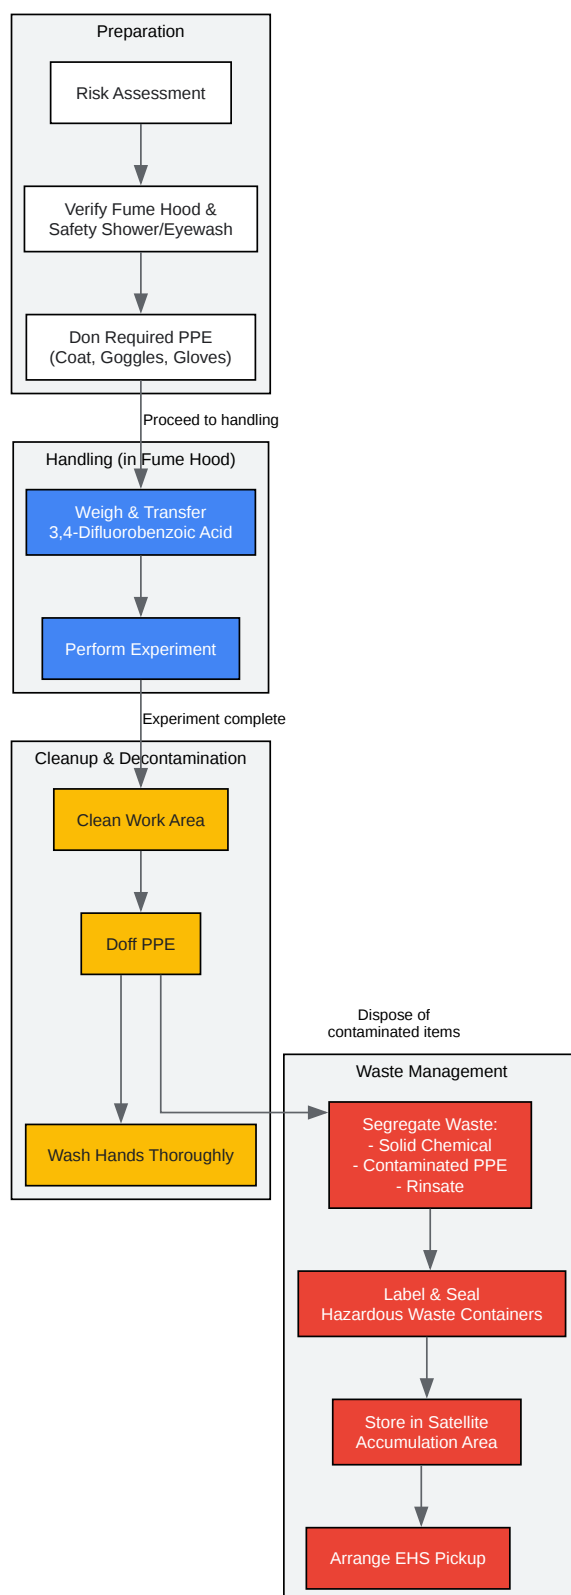 Preparation
Risk Assessment
Verify Fume Hood &
Safety Shower/Eyewash
Don Required PPE
(Coat, Goggles, Gloves)
Proceed to handling
Handling (in Fume Hood)
Weigh & Transfer
3,4-Difluorobenzoic Acid
Perform Experiment
Experiment complete
Cleanup & Decontamination
Clean Work Area
Doff PPE
Wash Hands Thoroughly
Dispose of
contaminated items
Waste Management
Segregate Waste:
- Solid Chemical
- Contaminated PPE
- Rinsate
Label & Seal
Hazardous Waste Containers
Store in Satellite
Accumulation Area
Arrange EHS Pickup